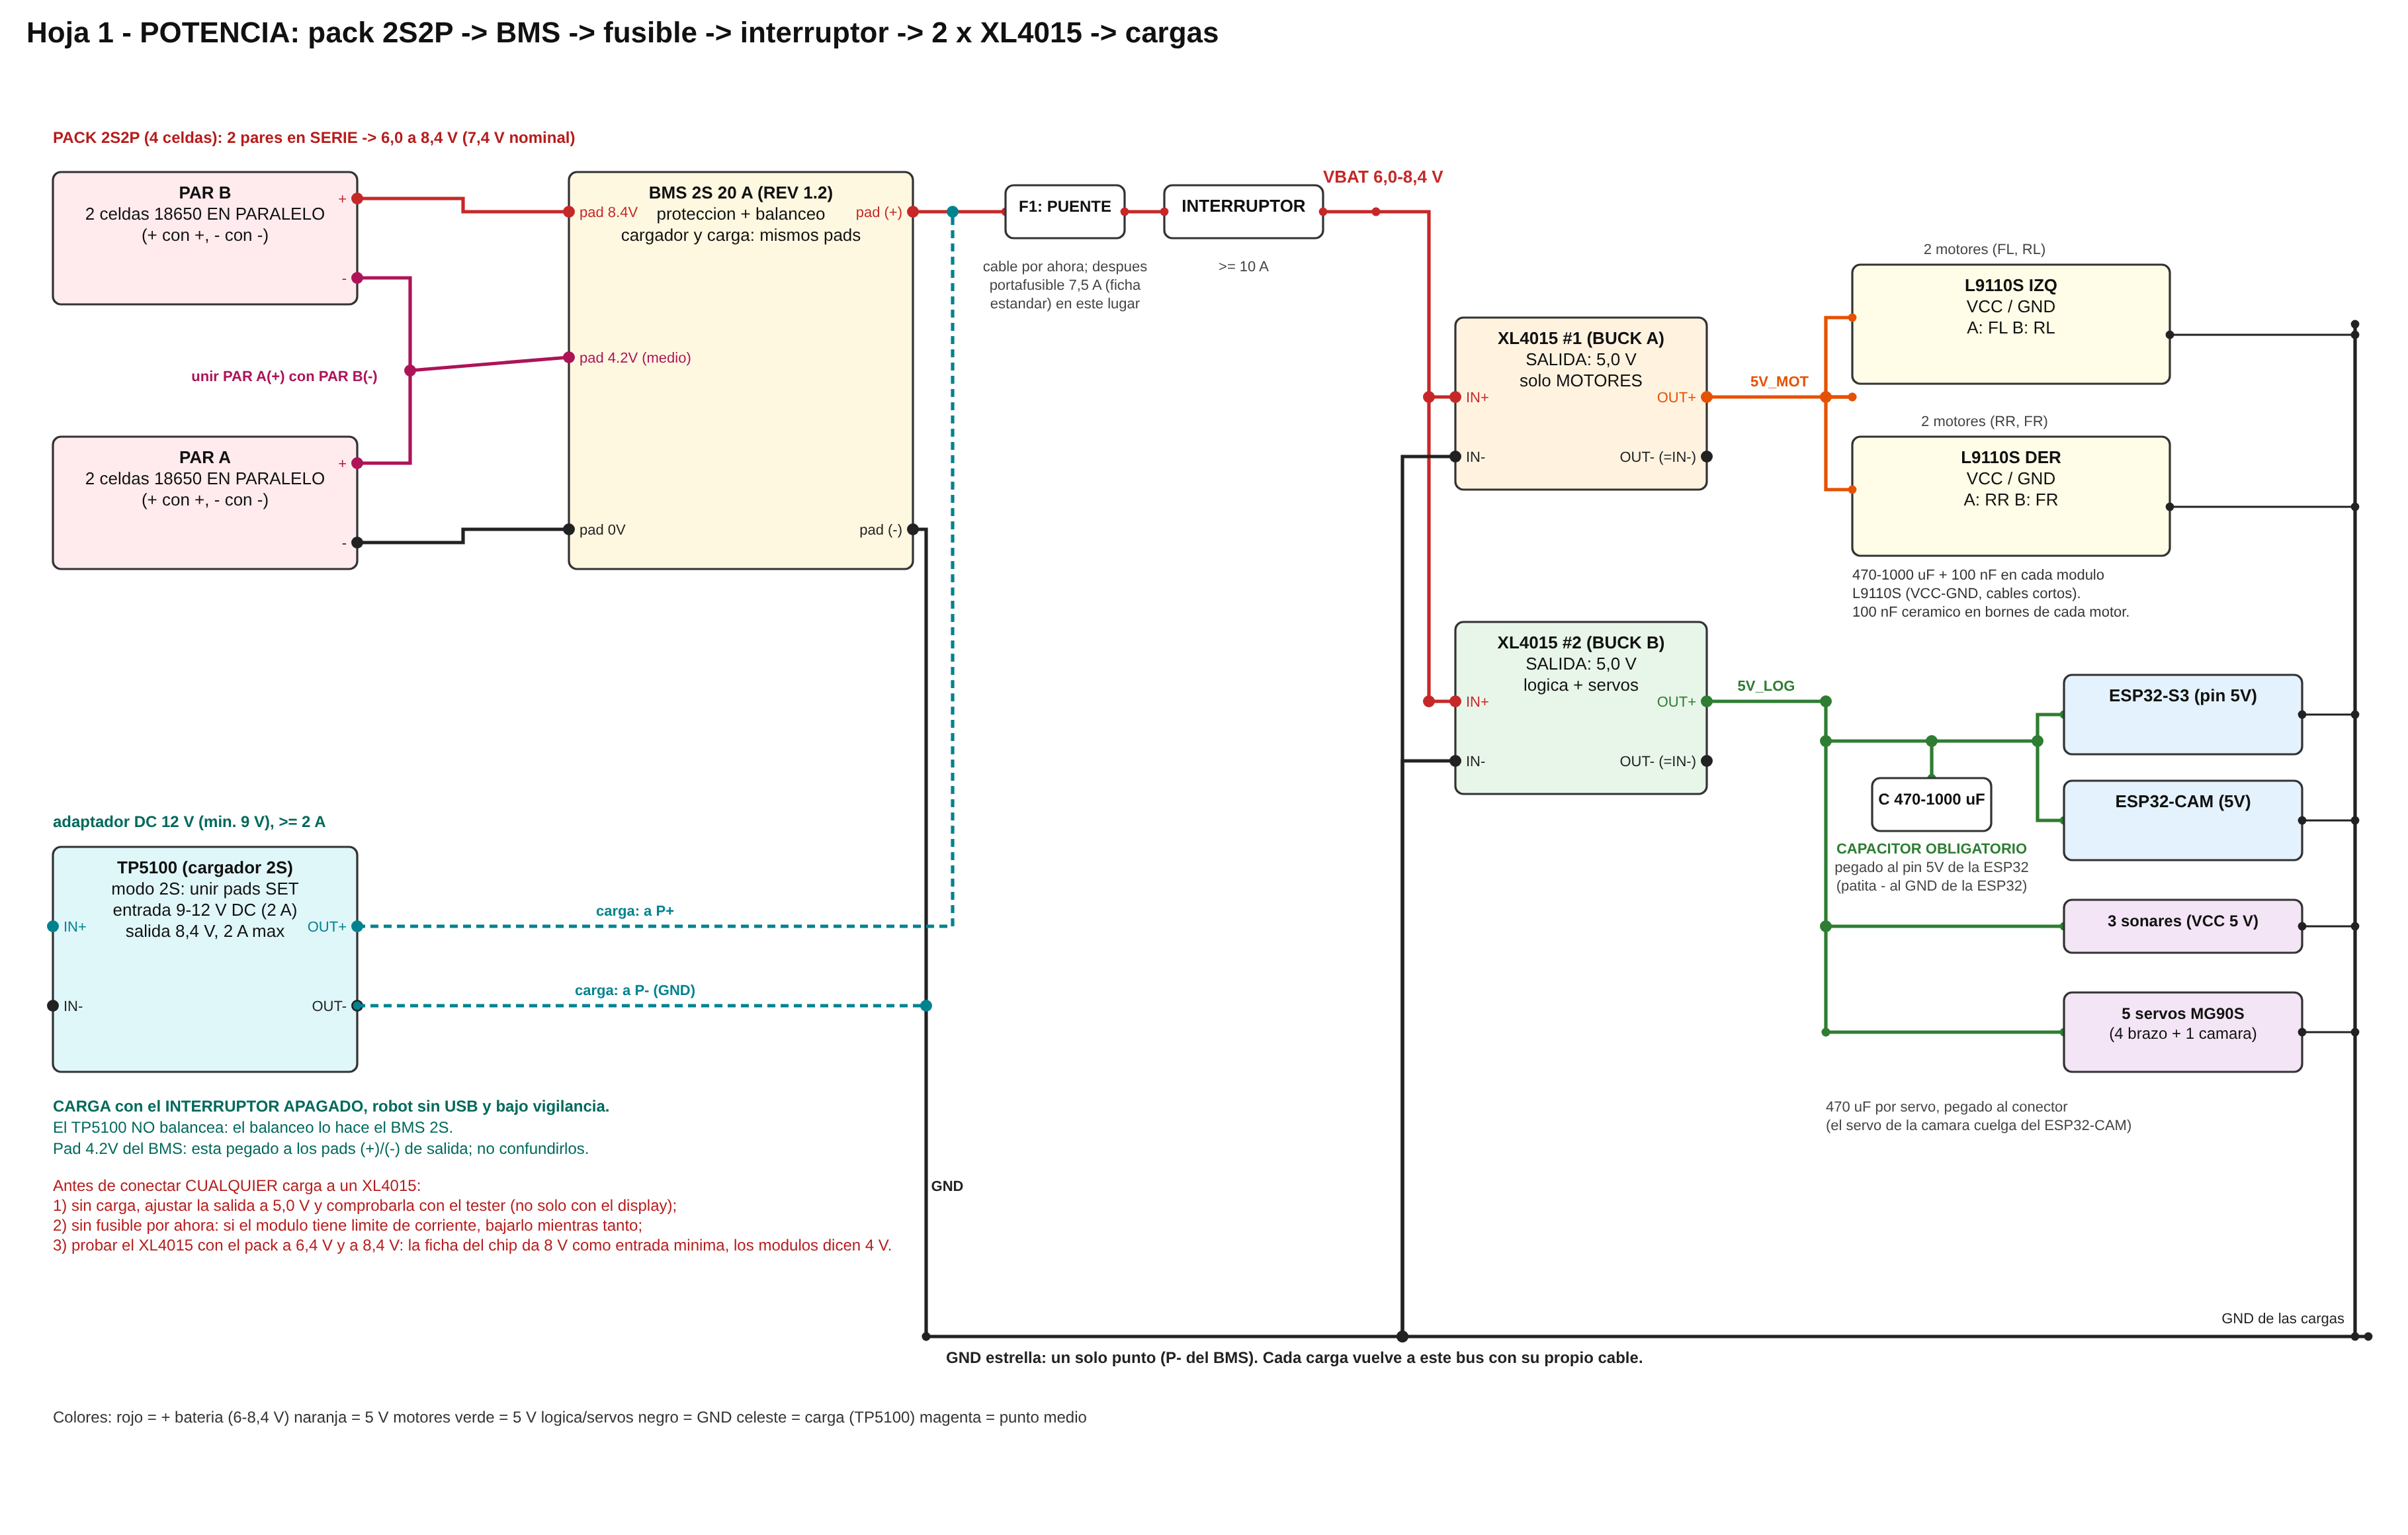 Hoja 1 - POTENCIA: pack 2S2P -> BMS -> fusible -> interruptor -> 2 x XL4015 -> cargas
PACK 2S2P (4 celdas): 2 pares en SERIE -> 6,0 a 8,4 V (7,4 V nominal)
PAR B
2 celdas 18650 EN PARALELO
(+ con +, - con -)
+
-
unir PAR A(+) con PAR B(-)
PAR A
2 celdas 18650 EN PARALELO
(+ con +, - con -)
+
-
BMS 2S 20 A (REV 1.2)
proteccion + balanceo
cargador y carga: mismos pads
pad 8.4V
pad (+)
pad 4.2V (medio)
pad 0V
pad (-)
F1: PUENTE
cable por ahora; despues
portafusible 7,5 A (ficha
estandar) en este lugar
INTERRUPTOR
>= 10 A
VBAT 6,0-8,4 V
XL4015 #1 (BUCK A)
SALIDA: 5,0 V
solo MOTORES
IN+
OUT+
IN-
OUT- (=IN-)
5V_MOT
2 motores (FL, RL)
L9110S IZQ
VCC / GND
A: FL B: RL
2 motores (RR, FR)
L9110S DER
VCC / GND
A: RR B: FR
470-1000 uF + 100 nF en cada modulo
L9110S (VCC-GND, cables cortos).
100 nF ceramico en bornes de cada motor.
XL4015 #2 (BUCK B)
SALIDA: 5,0 V
logica + servos
IN+
OUT+
IN-
OUT- (=IN-)
5V_LOG
ESP32-S3 (pin 5V)
C 470-1000 uF
CAPACITOR OBLIGATORIO
pegado al pin 5V de la ESP32
(patita - al GND de la ESP32)
ESP32-CAM (5V)
3 sonares (VCC 5 V)
5 servos MG90S
(4 brazo + 1 camara)
470 uF por servo, pegado al conector
(el servo de la camara cuelga del ESP32-CAM)
adaptador DC 12 V (min. 9 V), >= 2 A
TP5100 (cargador 2S)
modo 2S: unir pads SET
entrada 9-12 V DC (2 A)
salida 8,4 V, 2 A max
IN+
OUT+
IN-
OUT-
carga: a P+
carga: a P- (GND)
CARGA con el INTERRUPTOR APAGADO, robot sin USB y bajo vigilancia.
El TP5100 NO balancea: el balanceo lo hace el BMS 2S.
Pad 4.2V del BMS: esta pegado a los pads (+)/(-) de salida; no confundirlos.
Antes de conectar CUALQUIER carga a un XL4015:
1) sin carga, ajustar la salida a 5,0 V y comprobarla con el tester (no solo con el display);
2) sin fusible por ahora: si el modulo tiene limite de corriente, bajarlo mientras tanto;
3) probar el XL4015 con el pack a 6,4 V y a 8,4 V: la ficha del chip da 8 V como entrada minima, los modulos dicen 4 V.
GND
GND de las cargas
GND estrella: un solo punto (P- del BMS). Cada carga vuelve a este bus con su propio cable.
Colores: rojo = + bateria (6-8,4 V) naranja = 5 V motores verde = 5 V logica/servos negro = GND celeste = carga (TP5100) magenta = punto medio